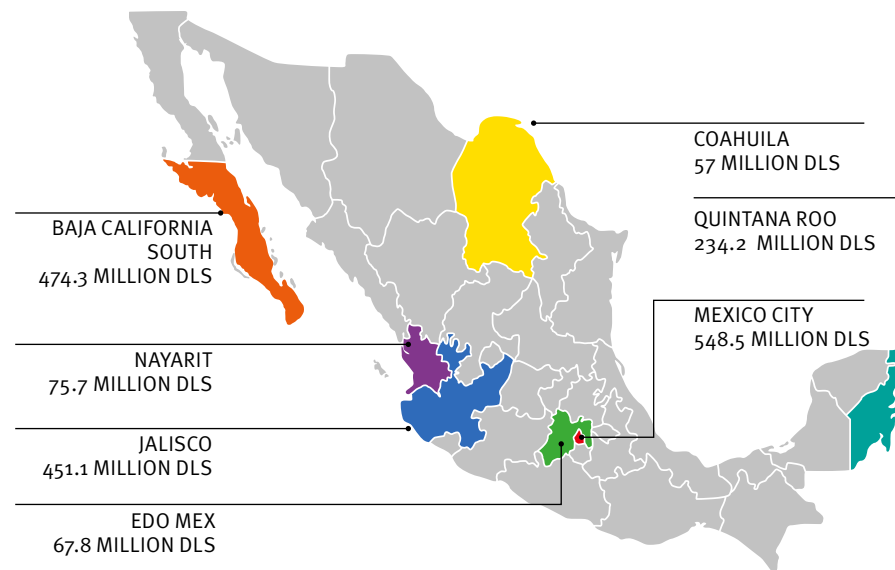 COAHUILA
57 MILLION DLS
QUINTANA ROO
234.2 MILLION DLS
BAJA CALIFORNIA
SOUTH
474.3 MILLION DLS
MEXICO CITY
548.5 MILLION DLS
NAYARIT
75.7 MILLION DLS
JALISCO
451.1 MILLION DLS
EDO MEX
67.8 MILLION DLS